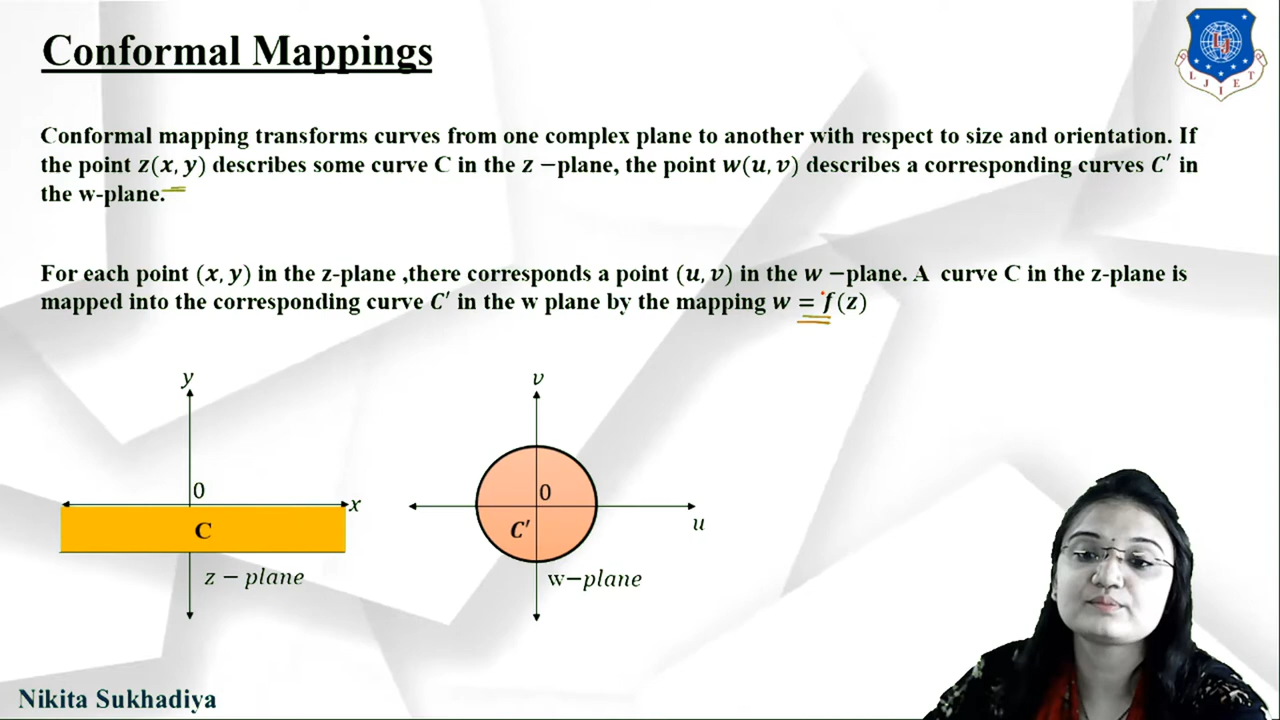 Conformal Mappings
L J I E T
Conformal mapping transforms curves from one complex plane to another with respect to size and orientation. If
the point z(x, y) describes some curve C in the z −plane, the point w(u, v) describes a corresponding curves C′ in
the w-plane.
For each point (x, y) in the z-plane ,there corresponds a point (u, v) in the w −plane. A curve C in the z-plane is
mapped into the corresponding curve C′ in the w plane by the mapping w = f(z)
y
0
x
C
z − plane
v
0
u
C′
w−plane
Nikita Sukhadiya